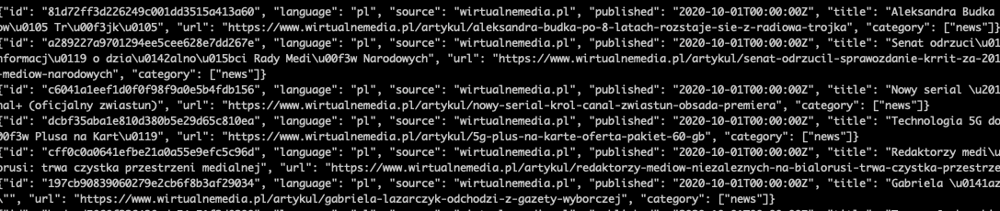 {"id": "81d72ff3d226249c001dd3515a413a60", "language": "pl", "source": "wirtualnemedia.pl", "published": "2020-10-01T00:00:00Z", "title": "Aleksandra Budka
ow\u0105 Tr\u00f3jk\u0105", "url": "https://www.wirtualnemedia.pl/artykul/aleksandra-budka-po-8-latach-rozstaje-sie-z-radiowa-trojka", "category": ["news"]}
{"id": "a289227a9701294ee5cee628e7dd267e", "language": "pl", "source": "wirtualnemedia.pl", "published": "2020-10-01T00:00:00Z", "title": "Senat odrzuci\u01
nformacj\u0119 o dzia\u0142alno\u015bci Rady Medi\u00f3w Narodowych", "url": "https://www.wirtualnemedia.pl/artykul/senat-odrzucil-sprawozdanie-krrit-za-201
-mediow-narodowych", "category": ["news"]}
{"id": "c6041a1eef1d0f0f98f9a0e5b4fdb156", "language": "pl", "source": "wirtualnemedia.pl", "published": "2020-10-01T00:00:00Z", "title": "Nowy serial \u201
nal+ (oficjalny zwiastun)", "url": "https://www.wirtualnemedia.pl/artykul/nowy-serial-krol-canal-zwiastun-obsada-premiera", "category": ["news"]}
{"id": "dcbf35aba1e810d380b5e29d65c810ea", "language": "pl", "source": "wirtualnemedia.pl", "published": "2020-10-01T00:00:00Z", "title": "Technologia 5G do
00f3w Plusa na Kart\u0119", "url": "https://www.wirtualnemedia.pl/artykul/5g-plus-na-karte-oferta-pakiet-60-gb", "category": ["news"]}
{"id": "cff0c0a0641efbe21a0a55e9efc5c96d", "language": "pl", "source": "wirtualnemedia.pl", "published": "2020-10-01T00:00:00Z", "title": "Redaktorzy medi\u
orusi: trwa czystka przestrzeni medialnej", "url": "https://www.wirtualnemedia.pl/artykul/redaktorzy-mediow-niezaleznych-na-bialorusi-trwa-czystka-przestrze
{"id": "197cb90839060279e2cb6f8b3af29034", "language": "pl", "source": "wirtualnemedia.pl", "published": "2020-10-01T00:00:00Z", "title": "Gabriela \u0141az
\"", "url": "https://www.wirtualnemedia.pl/artykul/gabriela-lazarczyk-odchodzi-z-gazety-wyborczej", "category": ["news"]}